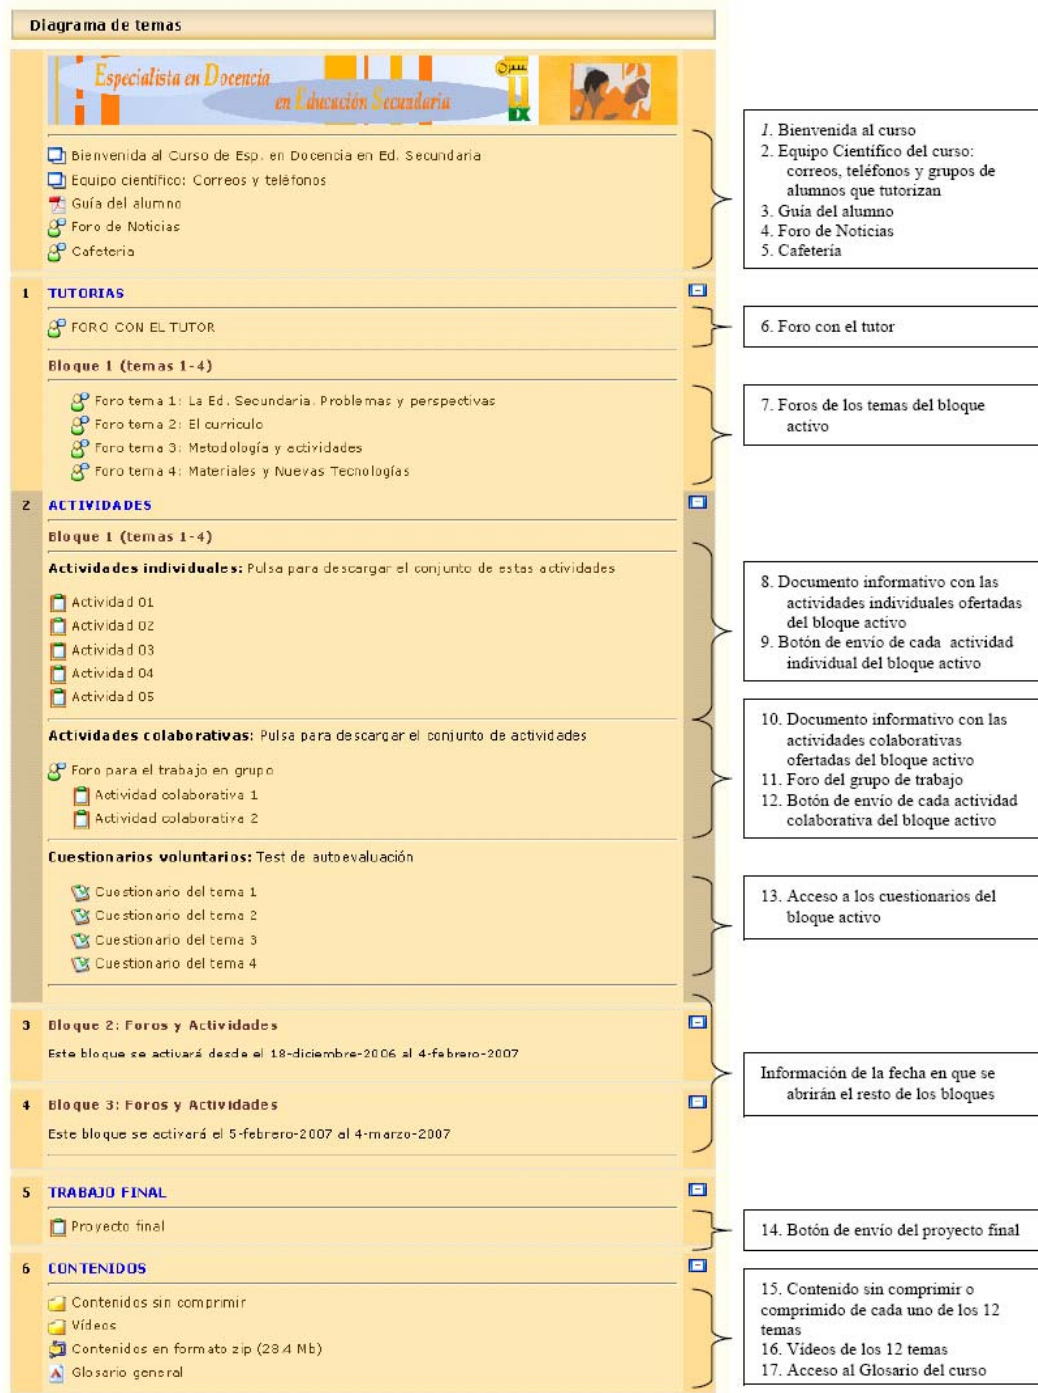 Diagrama de temas
Especialista en Docencia
en Educación Secundaria
Bienvenida al Curso de Esp. en Docencia en Ed. Secundaria
Equipo científico: Correos y teléfonos
Guía del alumno
Foro de Noticias
Cafeteria
1. Bienvenida al curso
2. Equipo Científico del curso:
correos, teléfonos y grupos de
alumnos que tutorizan
3. Guía del alumno
4. Foro de Noticias
5. Cafetería
1 TUTORIAS
FORO CON EL TUTOR
6. Foro con el tutor
Bloque 1 (temas 1-4)
Foro tema 1: La Ed. Secundaria. Problemas y perspectivas
Foro tema 2: El curriculo
Foro tema 3: Metodología y actividades
Foro tema 4: Materiales y Nuevas Tecnologías
7. Foros de los temas del bloque
activo
2 ACTIVIDADES
Bloque 1 (temas 1-4)
Actividades individuales: Pulsa para descargar el conjunto de estas actividades
Actividad 01
Actividad 02
Actividad 03
Actividad 04
Actividad 05
8. Documento informativo con las
actividades individuales ofertadas
del bloque activo
9. Botón de envío de cada actividad
individual del bloque activo
Actividades colaborativas: Pulsa para descargar el conjunto de actividades
Foro para el trabajo en grupo
Actividad colaborativa 1
Actividad colaborativa 2
10. Documento informativo con las
actividades colaborativas
ofertadas del bloque activo
11. Foro del grupo de trabajo
12. Botón de envío de cada actividad
colaborativa del bloque activo
Cuestionarios voluntarios: Test de autoevaluación
Cuestionario del tema 1
Cuestionario del tema 2
Cuestionario del tema 3
Cuestionario del tema 4
13. Acceso a los cuestionarios del
bloque activo
3 Bloque 2: Foros y Actividades
Este bloque se activará desde el 18-diciembre-2006 al 4-febrero-2007
4 Bloque 3: Foros y Actividades
Este bloque se activará el 5-febrero-2007 al 4-marzo-2007
Información de la fecha en que se
abrirán el resto de los bloques
5 TRABAJO FINAL
Proyecto final
14. Botón de envío del proyecto final
6 CONTENIDOS
Contenidos sin comprimir
Vídeos
Contenidos en formato zip (28.4 Mb)
Glosario general
15. Contenido sin comprimir o
comprimido de cada uno de los 12
temas
16. Vídeos de los 12 temas
17. Acceso al Glosario del curso